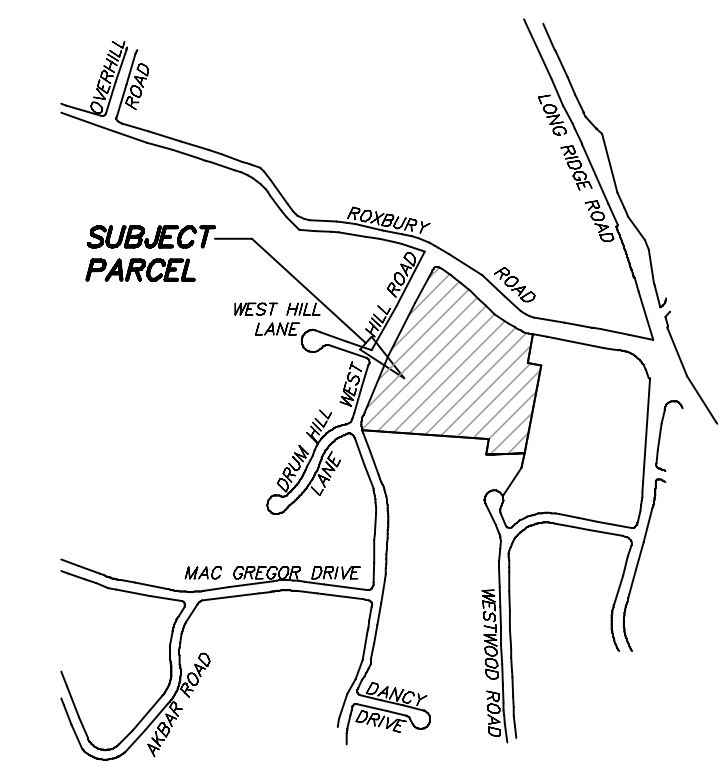 OVERHILL
ROAD
LONG RIDGE ROAD
ROXBURY
ROAD
SUBJECT
PARCEL
WEST HILL
LANE
WEST
HILL ROAD
DRUM HILL
LANE
MAC GREGOR DRIVE
WESTWOOD ROAD
AKBAR ROAD
DANCY
DRIVE